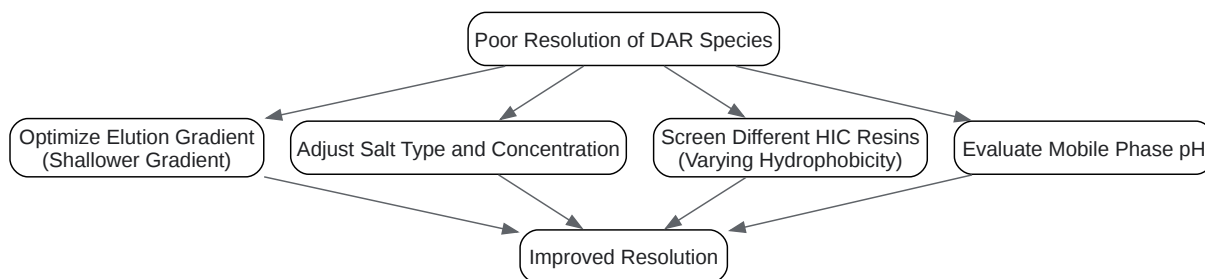 Poor Resolution of DAR Species
Optimize Elution Gradient
(Shallower Gradient)
Adjust Salt Type and Concentration
Screen Different HIC Resins
(Varying Hydrophobicity)
Evaluate Mobile Phase pH
Improved Resolution